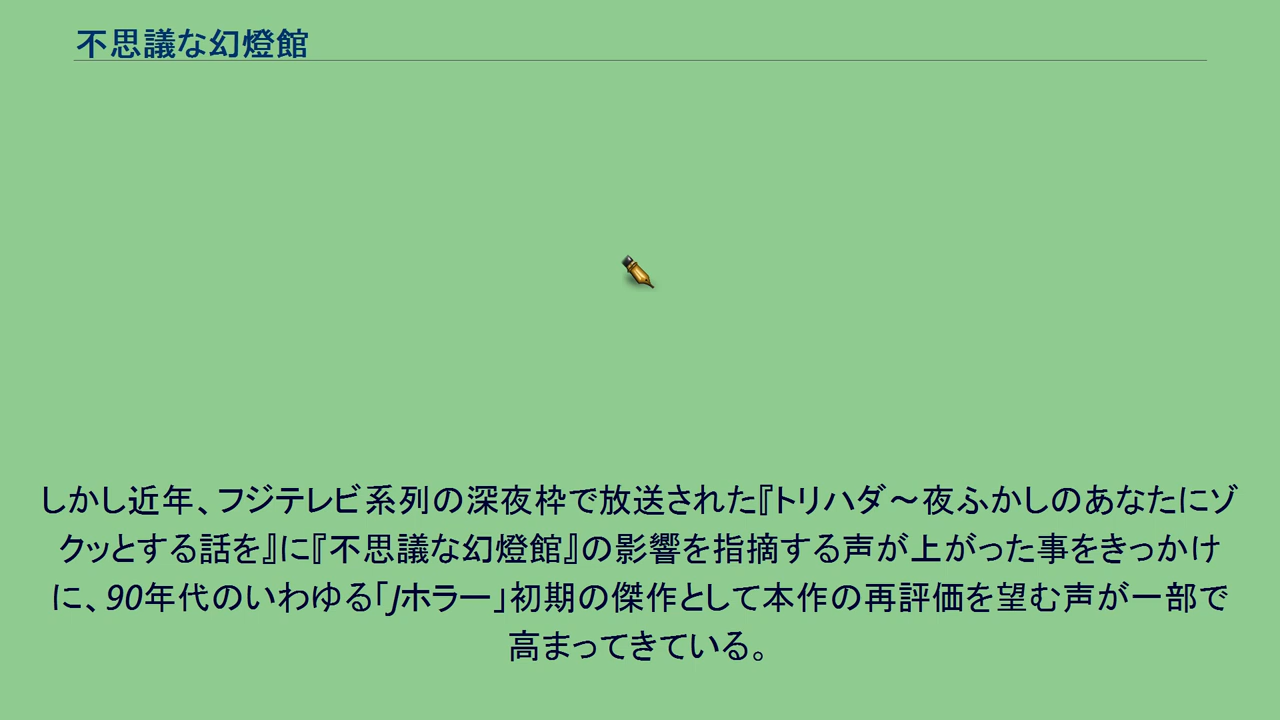 不思議な幻燈館
しかし近年、フジテレビ系列の深夜枠で放送された『トリハダ～夜ふかしのあなたにゾ
クッとする話を』に『不思議な幻燈館』の影響を指摘する声が上がった事をきっかけ
に、90年代のいわゆる「Jホラー」初期の傑作として本作の再評価を望む声が一部で
高まってきている。